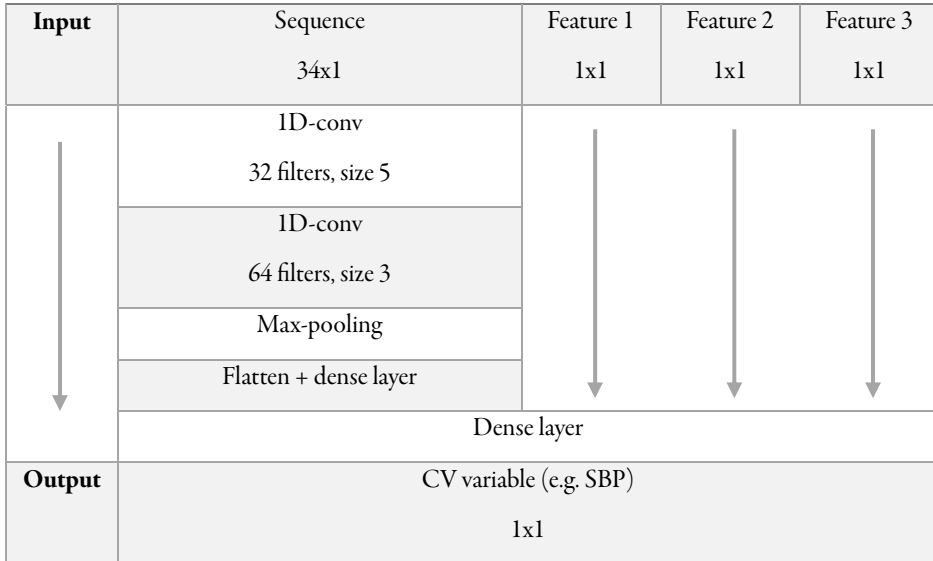 Input
Sequence
Feature 1
Feature 2
Feature 3
34x1
1x1
1x1
1x1
1D-conv
32 filters, size 5
1D-conv
64 filters, size 3
Max-pooling
Flatten + dense layer
Dense layer
Output
CV variable (e.g. SBP)
1x1